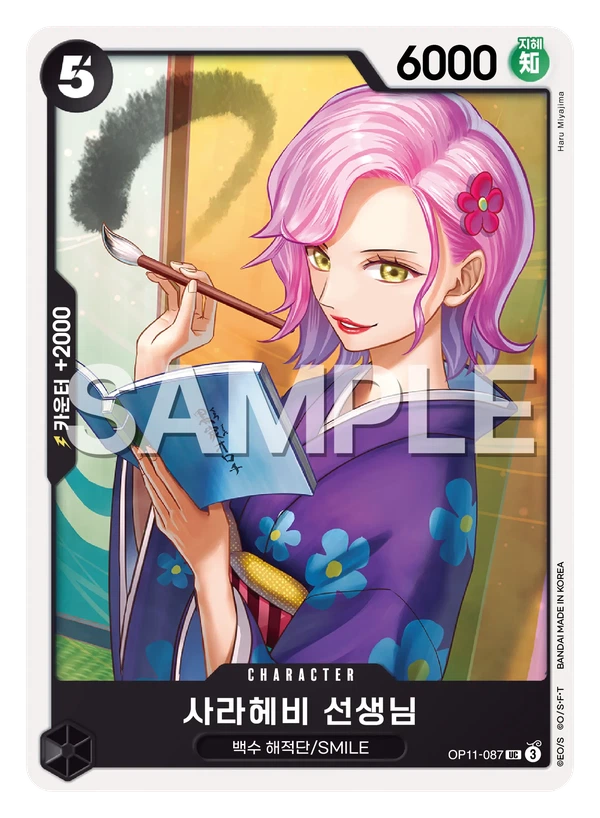 5
6000
지혜
知
Haru Miyajima
카운터 +2000
SAMPLE
CHARACTER
사라헤비 선생님
백수 해적단/SMILE
OP11-087 UC 3
©EO/S ©O/S·F·T BANDAI MADE IN KOREA